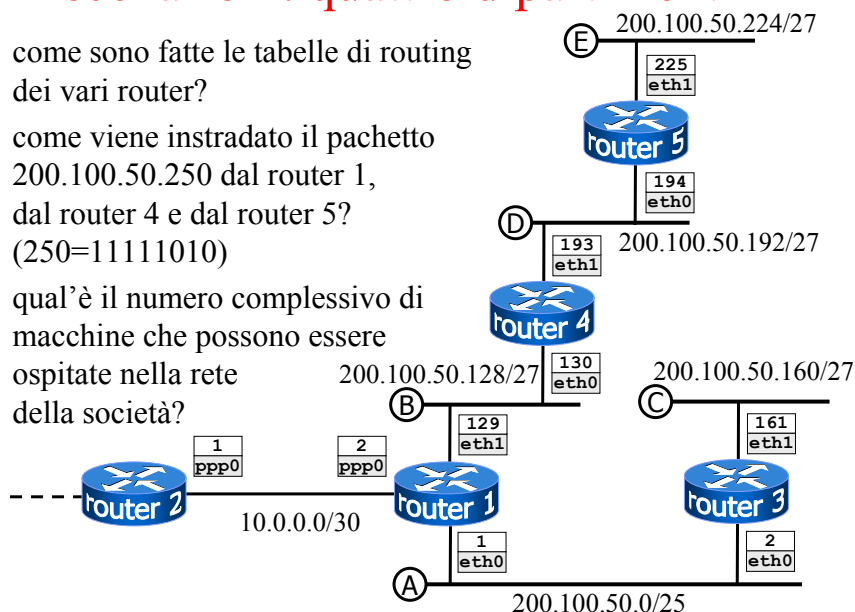 come sono fatte le tabelle di routing
dei vari router?
come viene instradato il pachetto
200.100.50.250 dal router 1,
dal router 4 e dal router 5?
(250=11111010)
qual'è il numero complessivo di
macchine che possono essere
ospitate nella rete
della società?
E
200.100.50.224/27
225
eth1
router 5
194
eth0
D
200.100.50.192/27
193
eth1
router 4
130
eth0
200.100.50.128/27
B
200.100.50.160/27
C
129
eth1
161
eth1
1
ppp0
2
ppp0
router 2
router 1
router 3
10.0.0.0/30
1
eth0
2
eth0
A
200.100.50.0/25